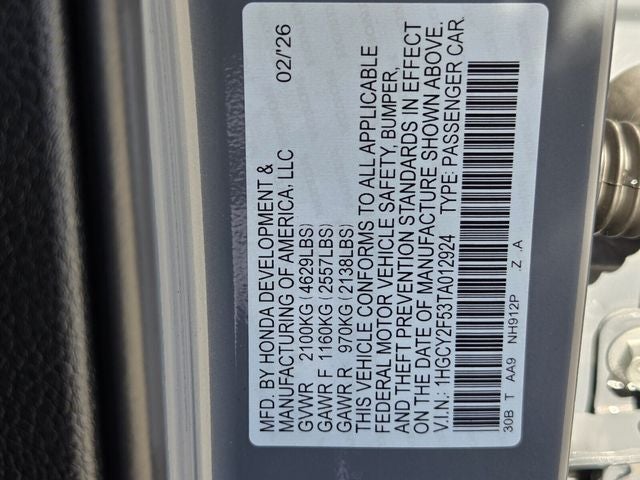 MFD. BY HONDA DEVELOPMENT & 02/'26
MANUFACTURING OF AMERICA, LLC
GVWR 2100KG (4629LBS)
GAWR F 1160KG (2557LBS)
GAWR R 970KG (2138LBS)
THIS VEHICLE CONFORMS TO ALL APPLICABLE
FEDERAL MOTOR VEHICLE SAFETY, BUMPER,
AND THEFT PREVENTION STANDARDS IN EFFECT
ON THE DATE OF MANUFACTURE SHOWN ABOVE.
V.I.N.: 1HGCY2F53TA012924 TYPE: PASSENGER CAR
30B T AA9 NH912P .Z .A